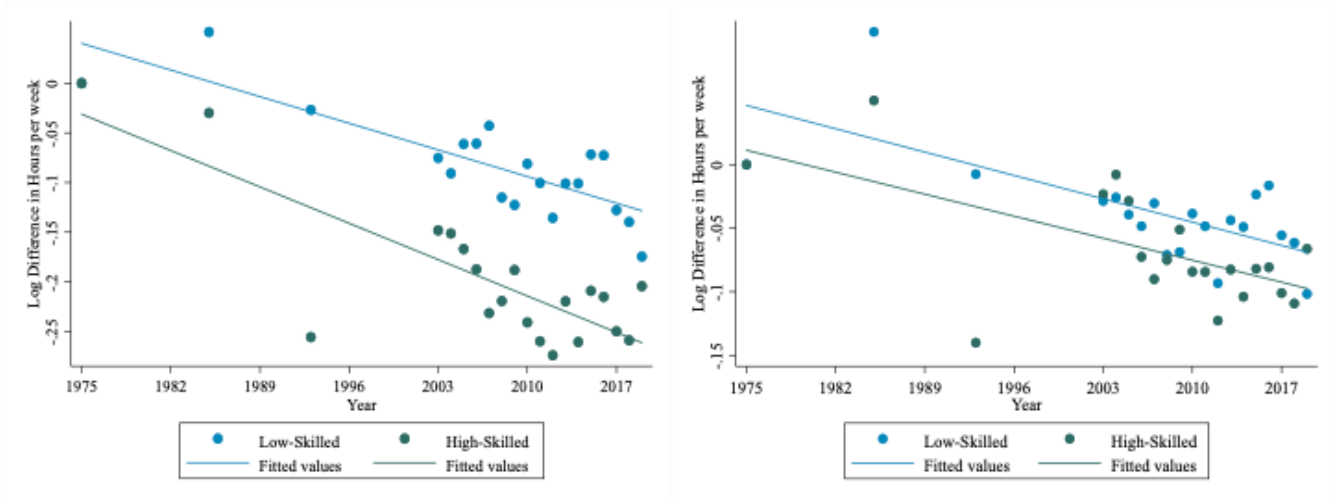 Log Difference in Hours per week
0
-.05
-.1
-.15
-.2
-.25
1975 1982 1989 1996 2003 2010 2017
Year
Low-Skilled High-Skilled
Fitted values Fitted values
Log Difference in Hours per week
0
-.05
-.1
-.15
1975 1982 1989 1996 2003 2010 2017
Year
Low-Skilled High-Skilled
Fitted values Fitted values